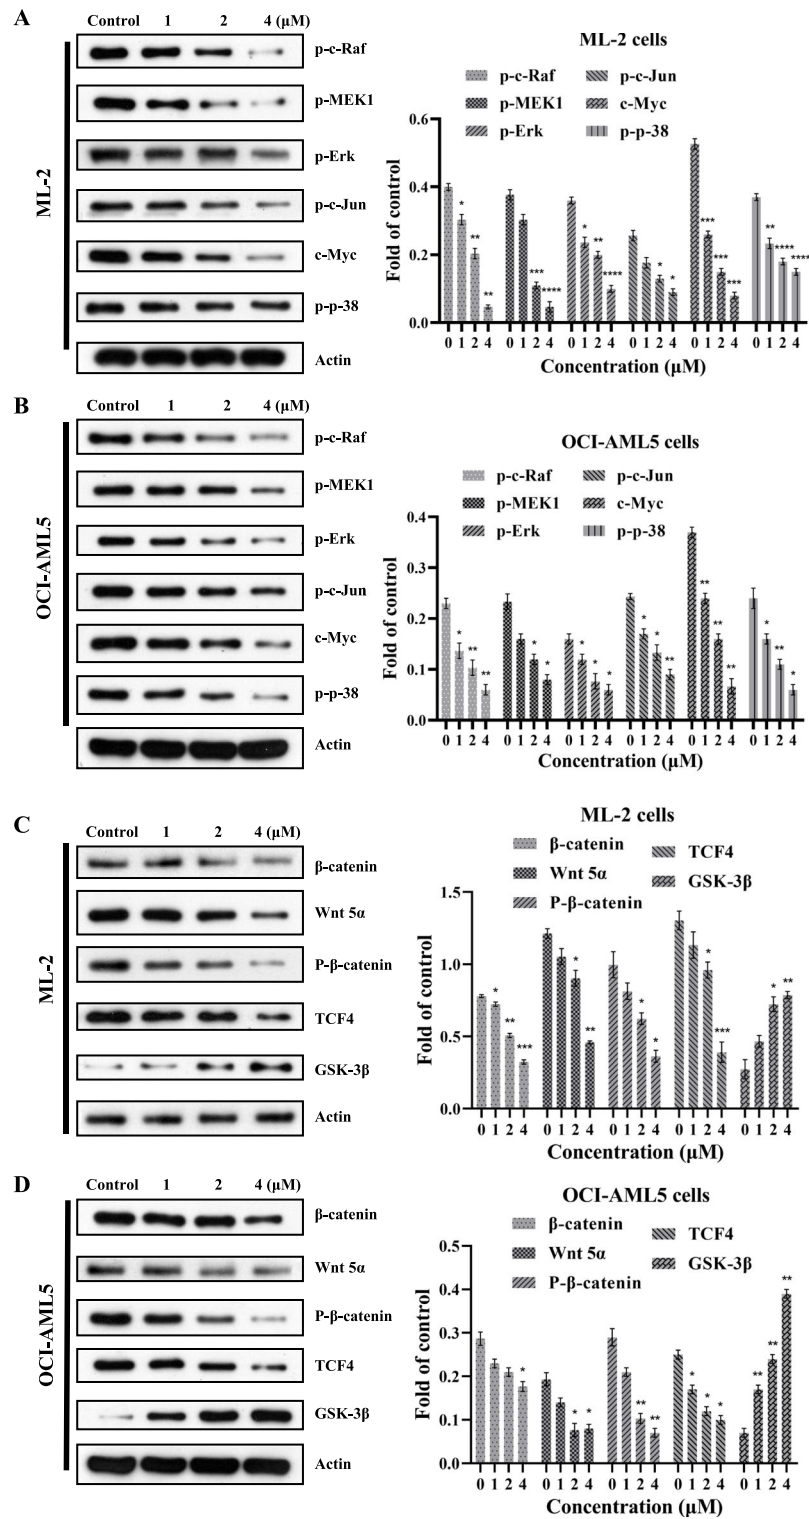 A
Control 1 2 4 (µM)
ML-2
p-c-Raf
p-MEK1
p-Erk
p-c-Jun
c-Myc
p-p-38
Actin
ML-2 cells
p-c-Raf p-c-Jun
p-MEK1 c-Myc
p-Erk p-p-38
Fold of control
0.6
0.4
0.2
0.0
* ** **
*** ****
* ** ****
* *
*** *** ***
** **** ****
0 1 2 4 0 1 2 4 0 1 2 4 0 1 2 4 0 1 2 4 0 1 2 4
Concentration (µM)
B
Control 1 2 4 (µM)
OCI-AML5
p-c-Raf
p-MEK1
p-Erk
p-c-Jun
c-Myc
p-p-38
Actin
OCI-AML5 cells
p-c-Raf p-c-Jun
p-MEK1 c-Myc
p-Erk p-p-38
Fold of control
0.4
0.3
0.2
0.1
0.0
* ** **
* *
* * *
* * **
** ** **
* ** *
0 1 2 4 0 1 2 4 0 1 2 4 0 1 2 4 0 1 2 4 0 1 2 4
Concentration (µM)
C
Control 1 2 4 (µM)
ML-2
β-catenin
Wnt 5α
P-β-catenin
TCF4
GSK-3β
Actin
ML-2 cells
β-catenin TCF4
Wnt 5α GSK-3β
P-β-catenin
Fold of control
1.5
1.0
0.5
0.0
* ** ***
* **
* *
* ***
* **
0 1 2 4 0 1 2 4 0 1 2 4 0 1 2 4 0 1 2 4
Concentration (µM)
D
Control 1 2 4 (µM)
OCI-AML5
β-catenin
Wnt 5α
P-β-catenin
TCF4
GSK-3β
Actin
OCI-AML5 cells
β-catenin TCF4
Wnt 5α GSK-3β
P-β-catenin
Fold of control
0.5
0.4
0.3
0.2
0.1
0.0
*
* *
** **
* * *
** ** **
0 1 2 4 0 1 2 4 0 1 2 4 0 1 2 4 0 1 2 4
Concentration (µM)